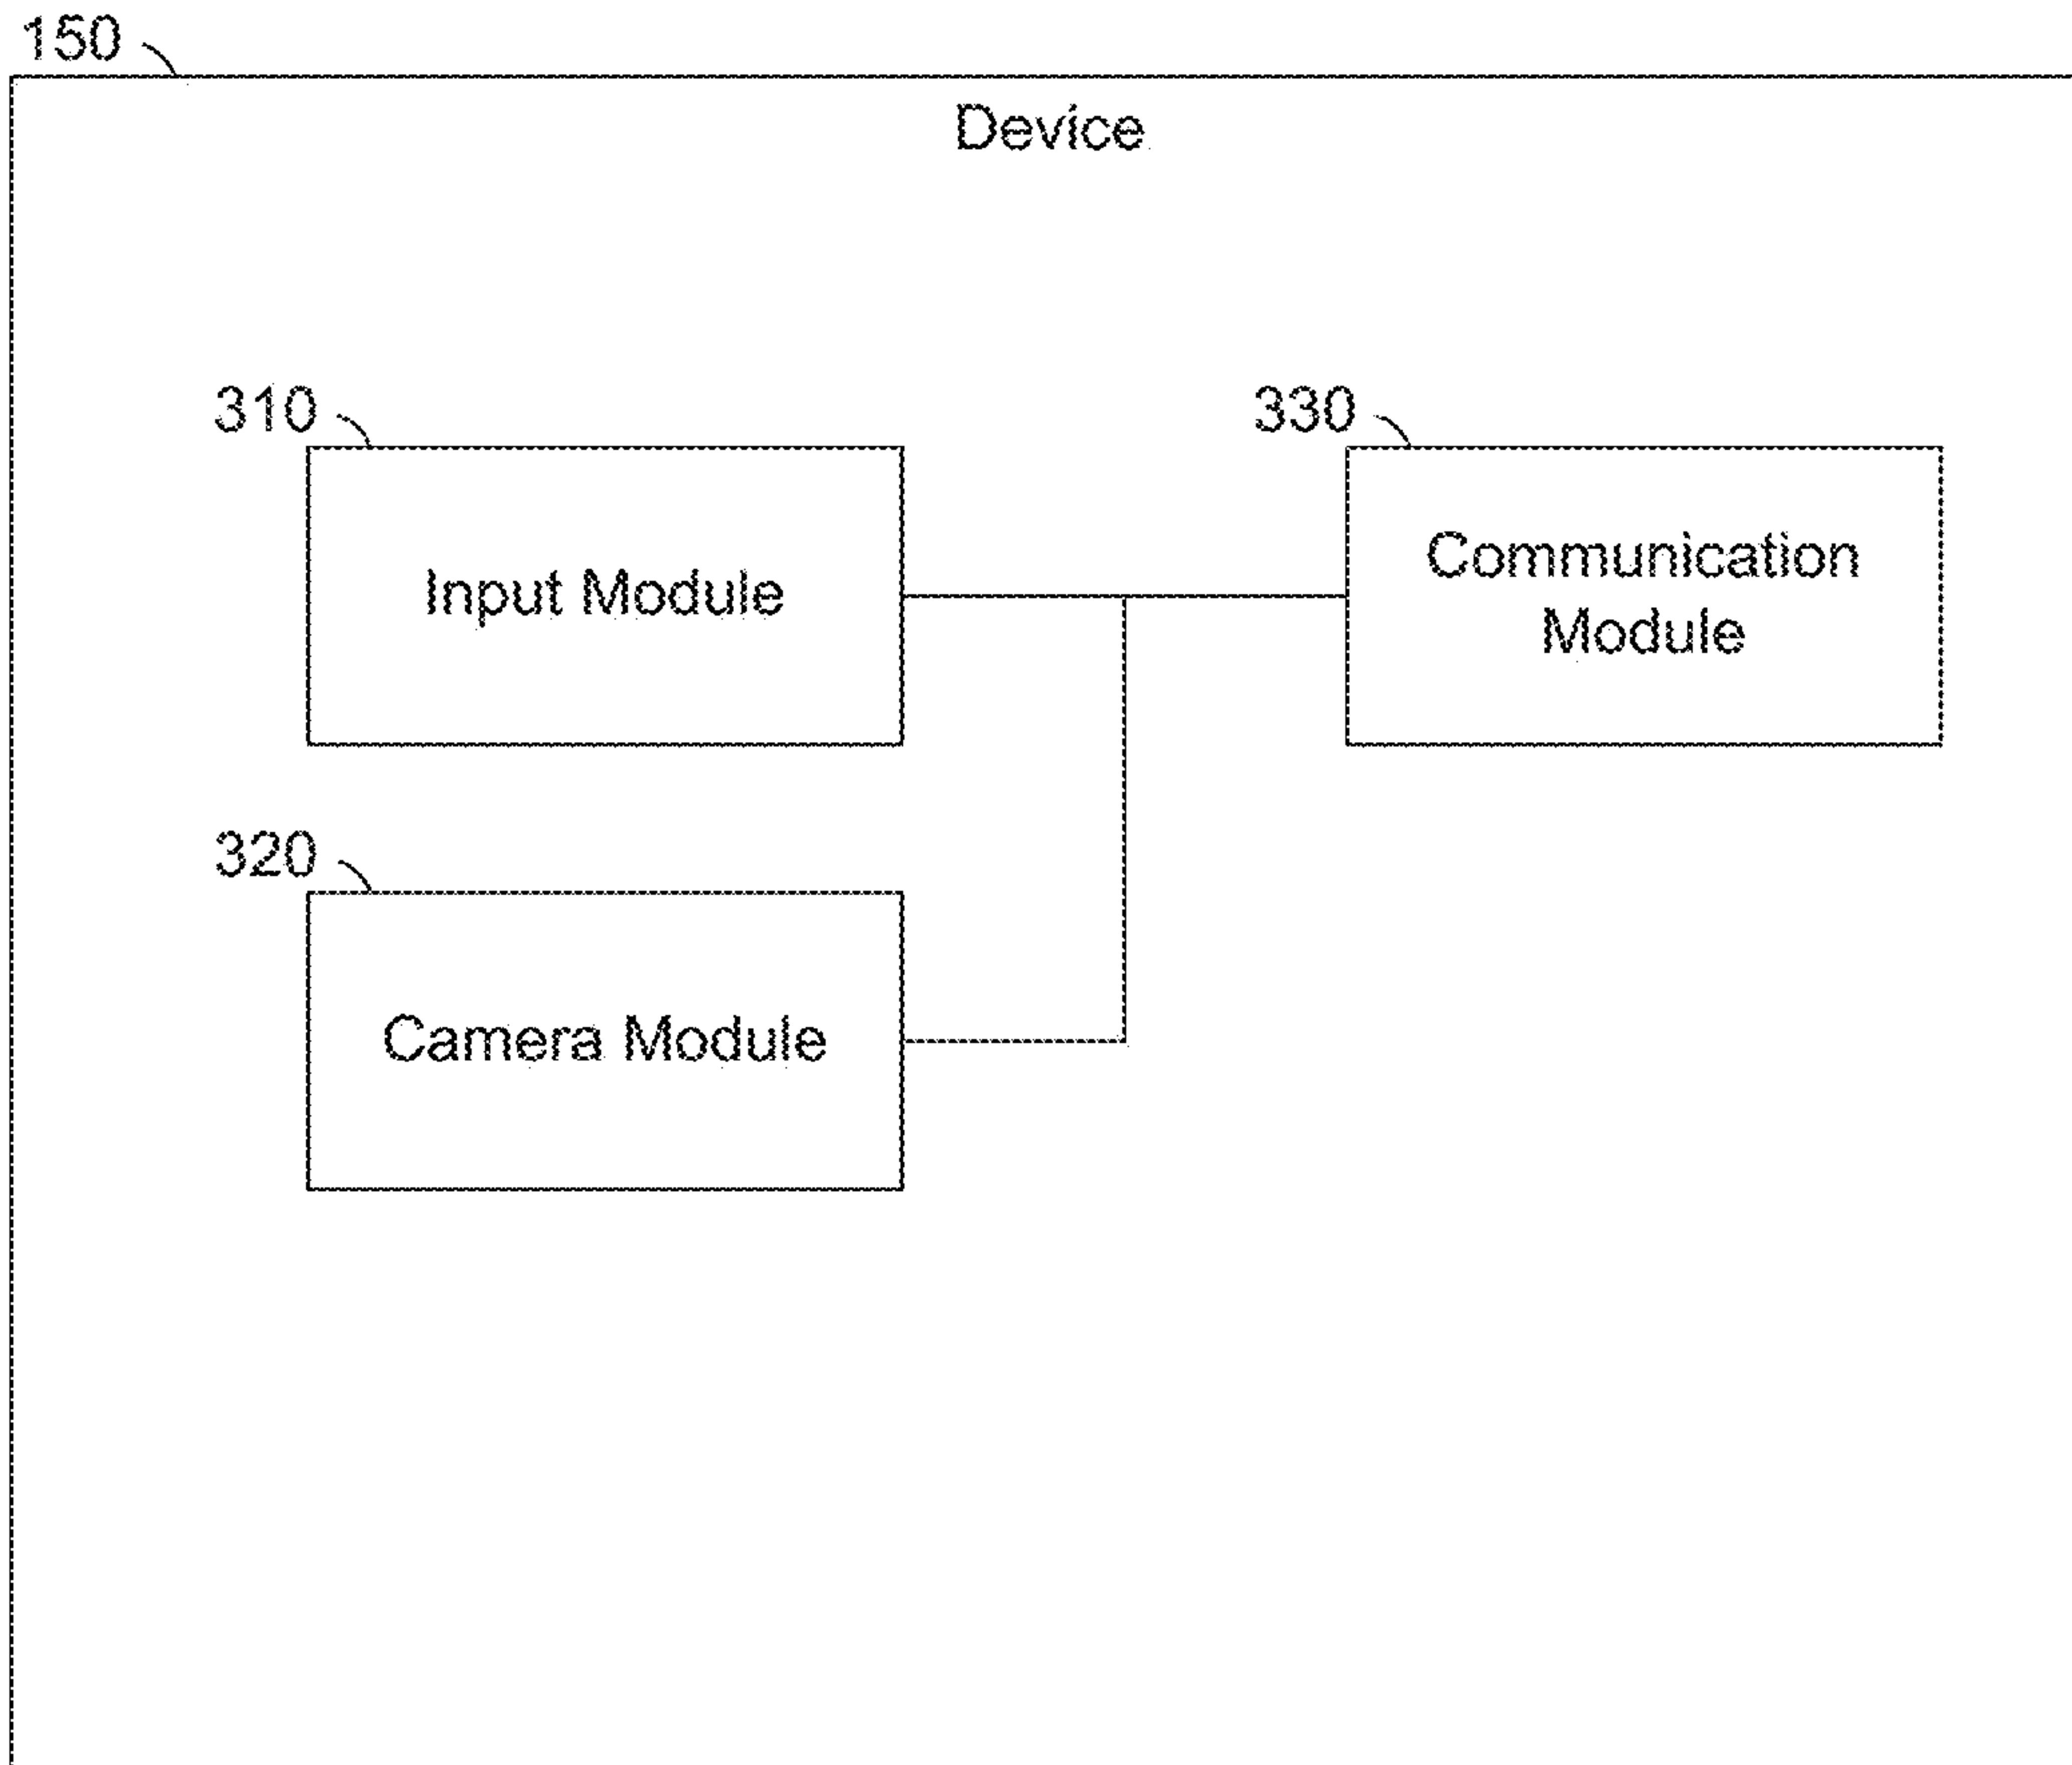 150
Device
310
330
Input Module
Communication
Module
320
Camera Module